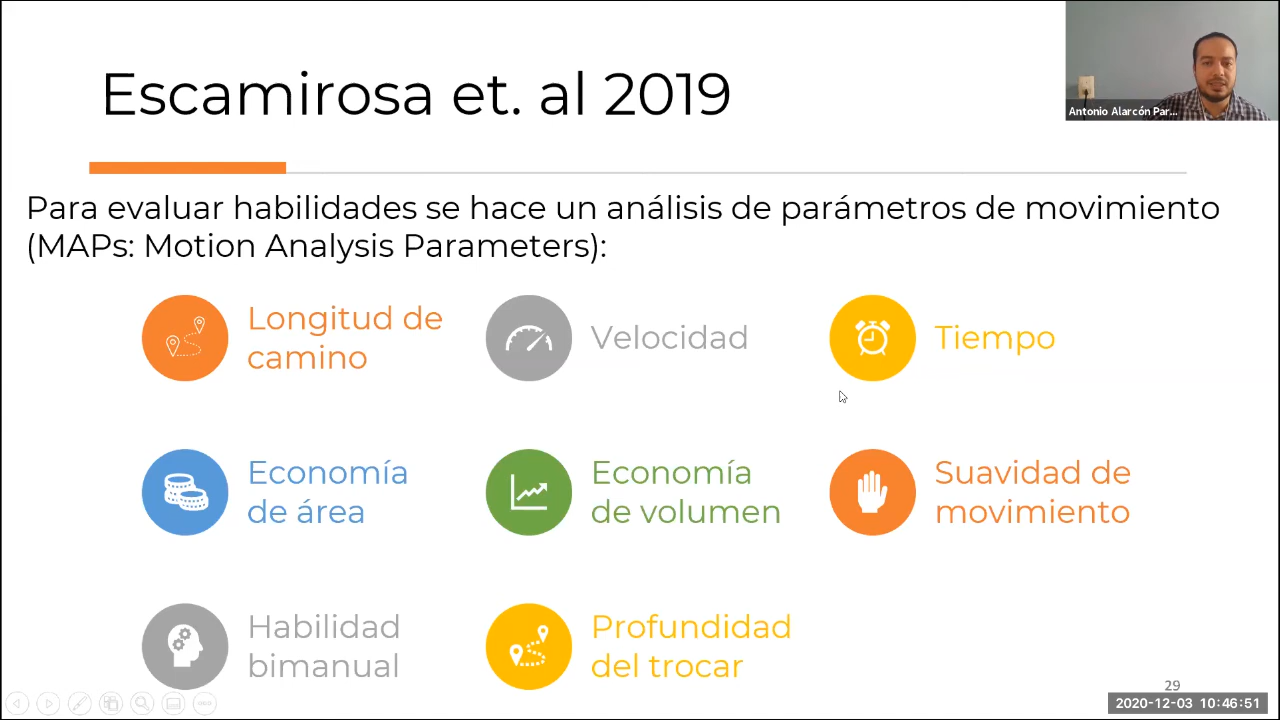 Escamirosa et. al 2019
Antonio Alarcón Par...
Para evaluar habilidades se hace un análisis de parámetros de movimiento
(MAPs: Motion Analysis Parameters):
Longitud de
camino
Velocidad
Tiempo
Economía
de área
Economía
de volumen
Suavidad de
movimiento
Habilidad
bimanual
Profundidad
del trocar
29
2020-12-03 10:46:51